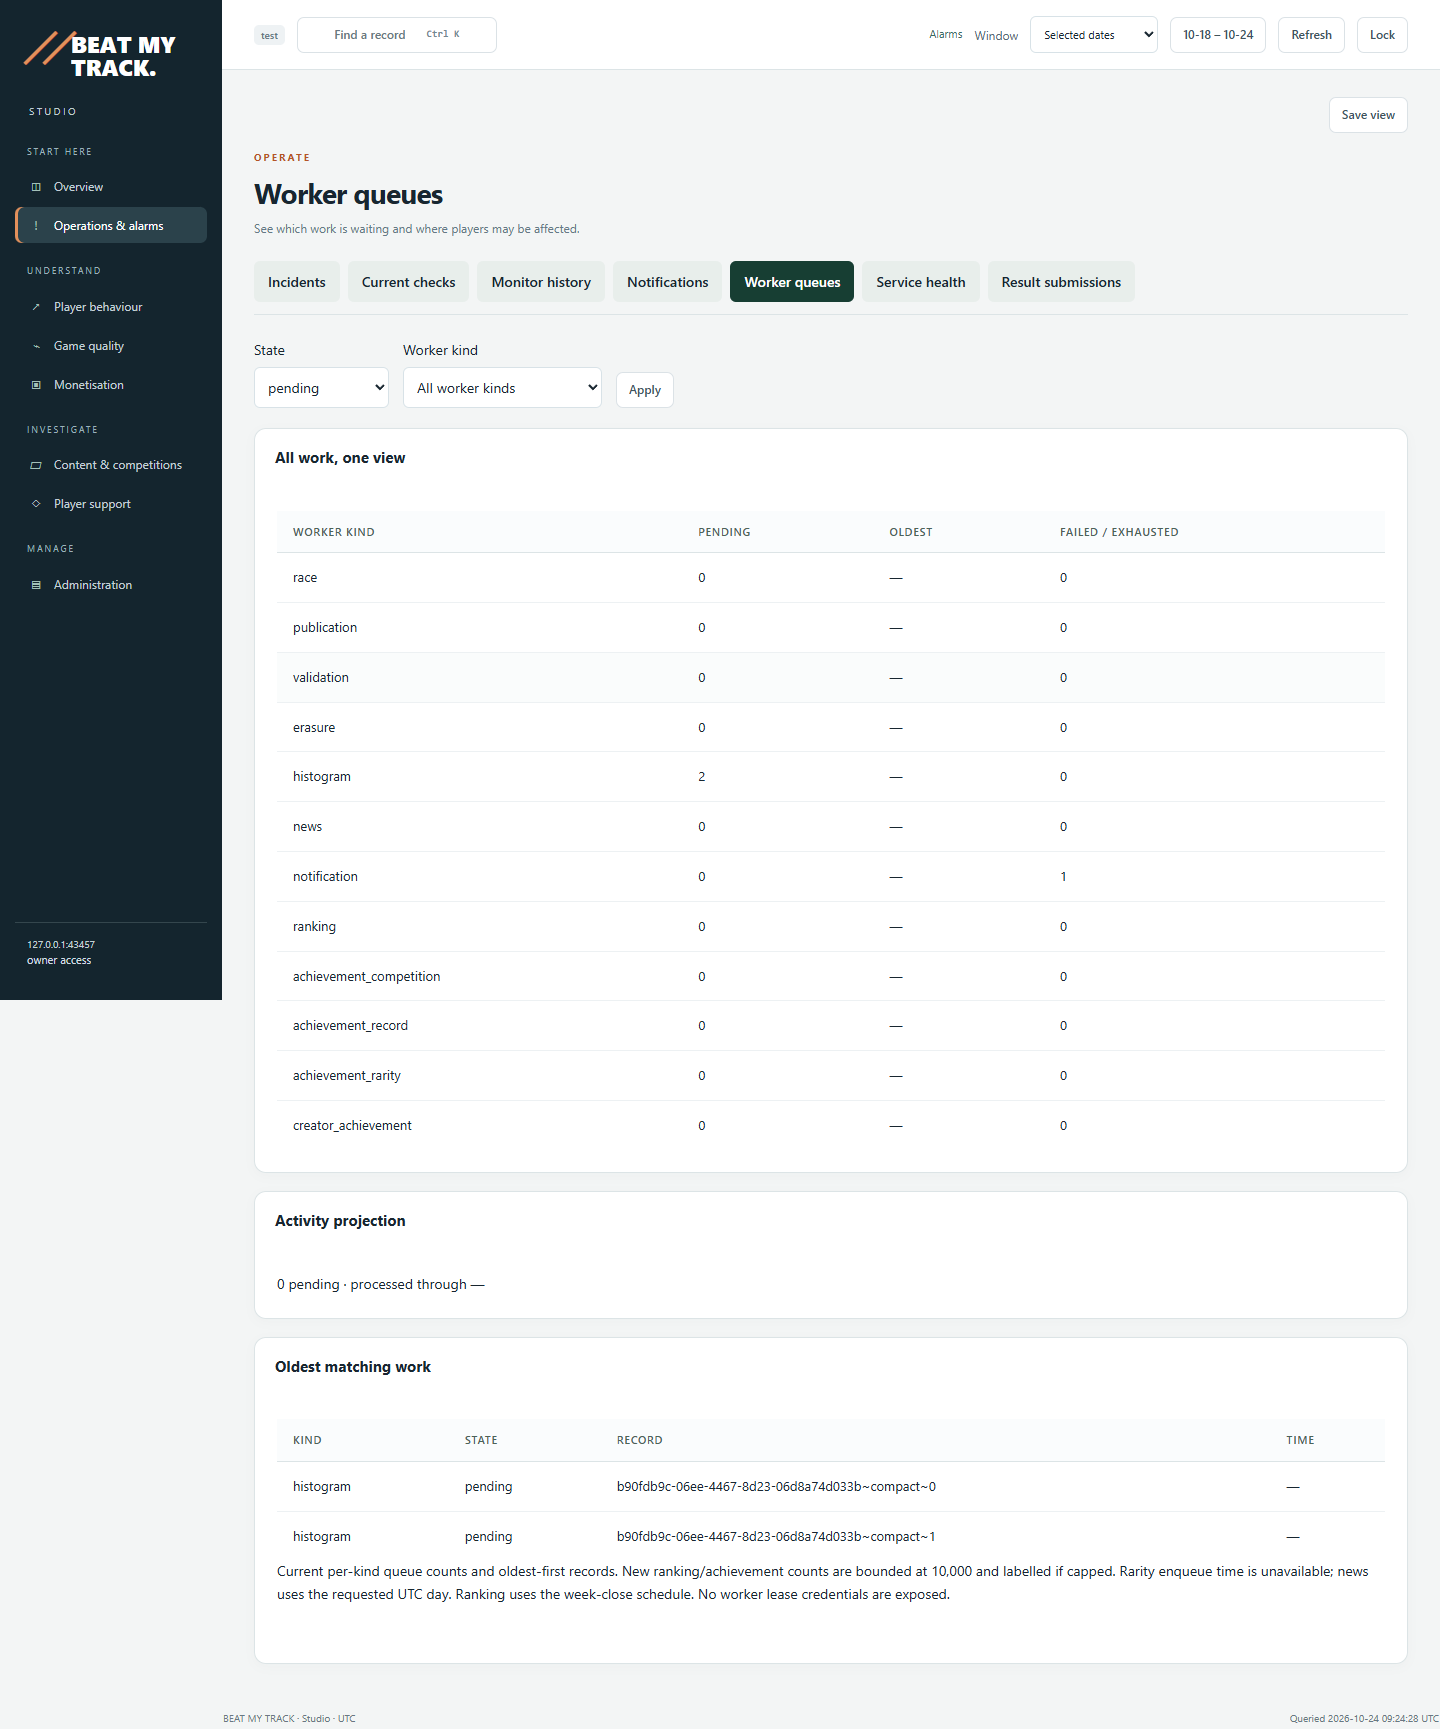 BEAT MY
TRACK.
STUDIO
START HERE
Overview
! Operations & alarms
UNDERSTAND
Player behaviour
Game quality
Monetisation
INVESTIGATE
Content & competitions
Player support
MANAGE
Administration
127.0.0.1:43457
owner access
test Find a record Ctrl K Alarms Window Selected dates 10-18 – 10-24 Refresh Lock
Save view
OPERATE
Worker queues
See which work is waiting and where players may be affected.
Incidents Current checks Monitor history Notifications Worker queues Service health Result submissions
State Worker kind
pending All worker kinds Apply
All work, one view
WORKER KIND PENDING OLDEST FAILED / EXHAUSTED
race 0 — 0
publication 0 — 0
validation 0 — 0
erasure 0 — 0
histogram 2 — 0
news 0 — 0
notification 0 — 1
ranking 0 — 0
achievement_competition 0 — 0
achievement_record 0 — 0
achievement_rarity 0 — 0
creator_achievement 0 — 0
Activity projection
0 pending · processed through —
Oldest matching work
KIND STATE RECORD TIME
histogram pending b90fdb9c-06ee-4467-8d23-06d8a74d033b~compact~0 —
histogram pending b90fdb9c-06ee-4467-8d23-06d8a74d033b~compact~1 —
Current per-kind queue counts and oldest-first records. New ranking/achievement counts are bounded at 10,000 and labelled if capped. Rarity enqueue time is unavailable; news
uses the requested UTC day. Ranking uses the week-close schedule. No worker lease credentials are exposed.
BEAT MY TRACK · Studio · UTC Queried 2026-10-24 09:24:28 UTC